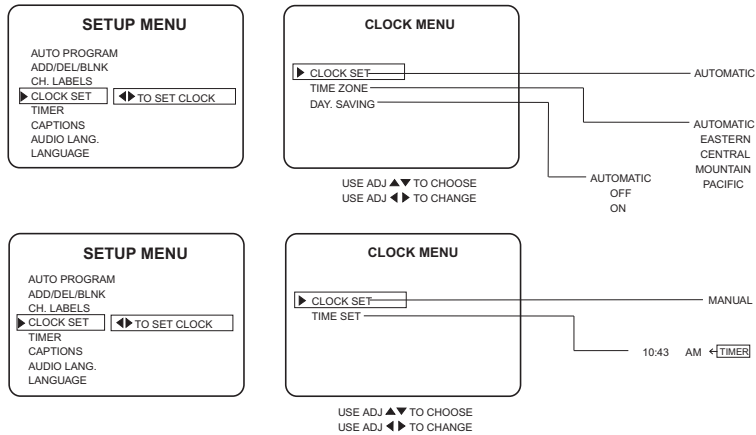 SETUP MENU
AUTO PROGRAM
ADD/DEL/BLNK
CH. LABELS
▶ CLOCK SET ◀▶ TO SET CLOCK
TIMER
CAPTIONS
AUDIO LANG.
LANGUAGE
CLOCK MENU
▶ CLOCK SET
TIME ZONE
DAY. SAVING
USE ADJ ▲▼ TO CHOOSE
USE ADJ ◀ ▶ TO CHANGE
AUTOMATIC
AUTOMATIC
EASTERN
CENTRAL
MOUNTAIN
PACIFIC
AUTOMATIC
OFF
ON
SETUP MENU
AUTO PROGRAM
ADD/DEL/BLNK
CH. LABELS
▶ CLOCK SET ◀▶ TO SET CLOCK
TIMER
CAPTIONS
AUDIO LANG.
LANGUAGE
CLOCK MENU
▶ CLOCK SET
TIME SET
USE ADJ ▲▼ TO CHOOSE
USE ADJ ◀ ▶ TO CHANGE
MANUAL
10:43 AM ← TIMER